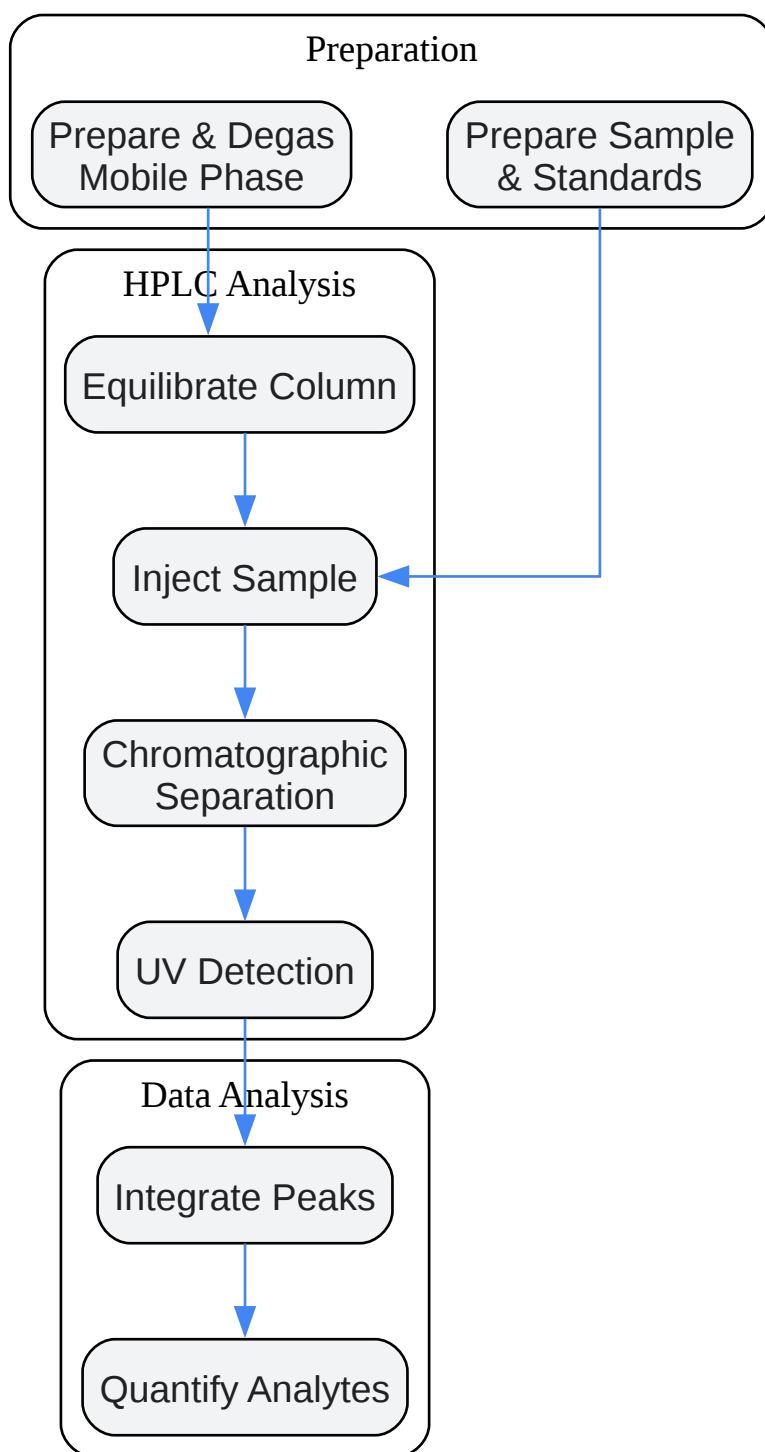 Preparation
Prepare & Degas
Mobile Phase
Prepare Sample
& Standards
HPLC Analysis
Equilibrate Column
Inject Sample
Chromatographic
Separation
UV Detection
Data Analysis
Integrate Peaks
Quantify Analytes